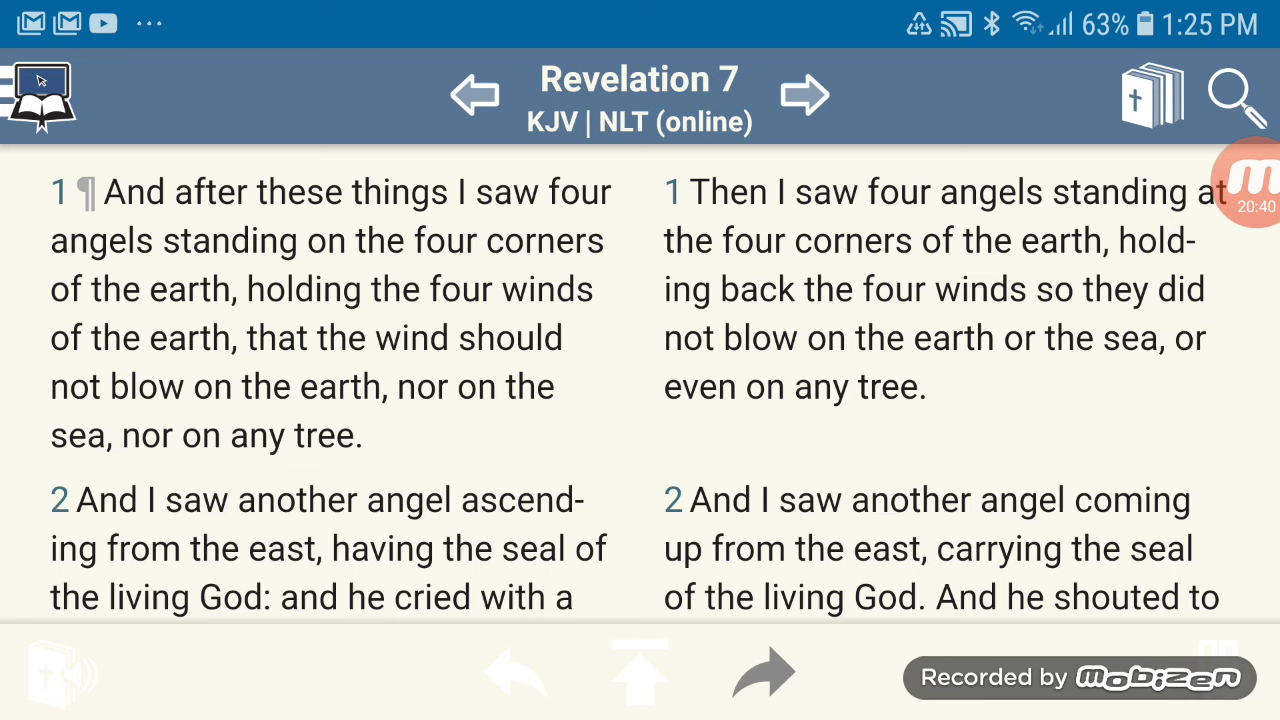 63% 1:25 PM
Revelation 7
KJV | NLT (online)
20:40
1 ¶ And after these things I saw four
angels standing on the four corners
of the earth, holding the four winds
of the earth, that the wind should
not blow on the earth, nor on the
sea, nor on any tree.
2 And I saw another angel ascend-
ing from the east, having the seal of
the living God: and he cried with a
1 Then I saw four angels standing at
the four corners of the earth, hold-
ing back the four winds so they did
not blow on the earth or the sea, or
even on any tree.
2 And I saw another angel coming
up from the east, carrying the seal
of the living God. And he shouted to
Recorded by mobizen